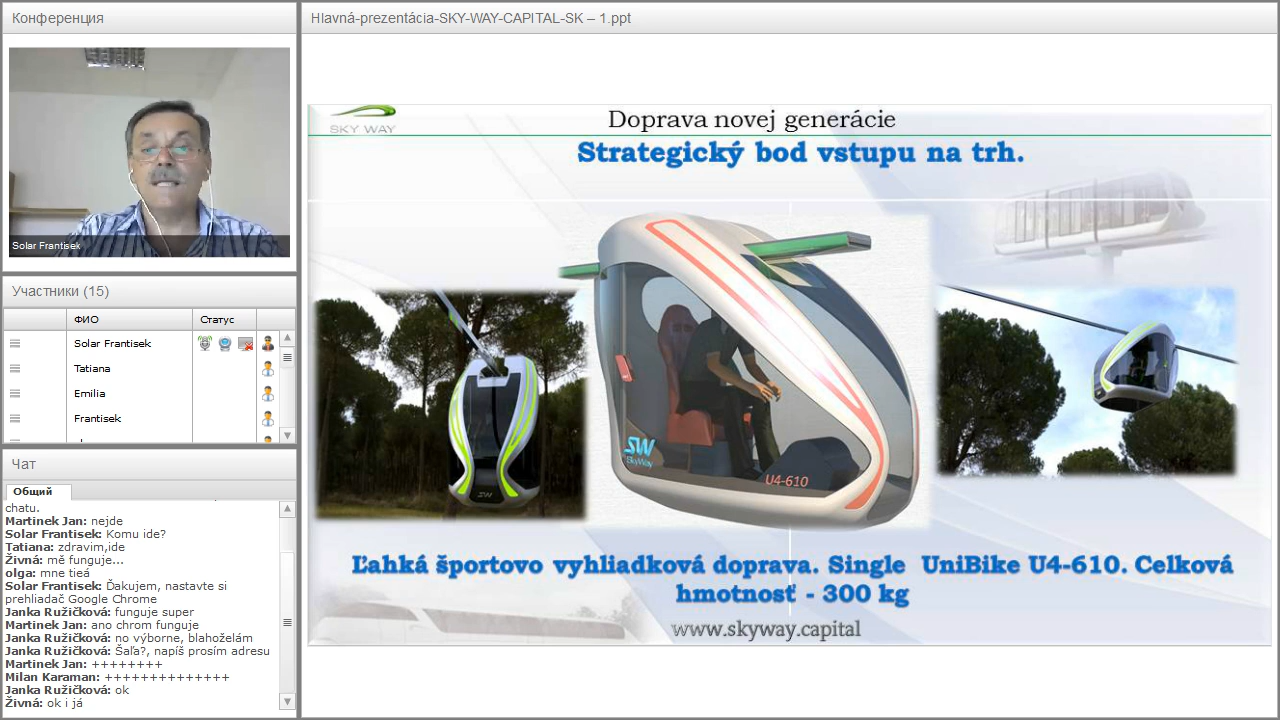 Конференция
Solar Frantisek
Участники (15)
ФИО
Статус
Solar Frantisek
Tatiana
Emilia
Frantisek
Чат
Общий
chatu.
Martinek Jan: nejde
Solar Frantisek: Komu ide?
Tatiana: zdravim,ide
Živná: mě funguje...
olga: mne tieá
Solar Frantisek: Ďakujem, nastavte si
prehliadač Google Chrome
Janka Ružičková: funguje super
Martinek Jan: ano chrom funguje
Janka Ružičková: no výborne, blahoželám
Janka Ružičková: Šaľa?, napíš prosím adresu
Martinek Jan: ++++++++
Milan Karaman: ++++++++++++++
Janka Ružičková: ok
Živná: ok i já
Hlavná-prezentácia-SKY-WAY-CAPITAL-SK – 1.ppt
SKY WAY
Doprava novej generácie
Strategický bod vstupu na trh.
SW
SkyWay
U4-610
SW
Ľahká športovo vyhliadková doprava. Single UniBike U4-610. Celková
hmotnosť - 300 kg
www.skyway.capital